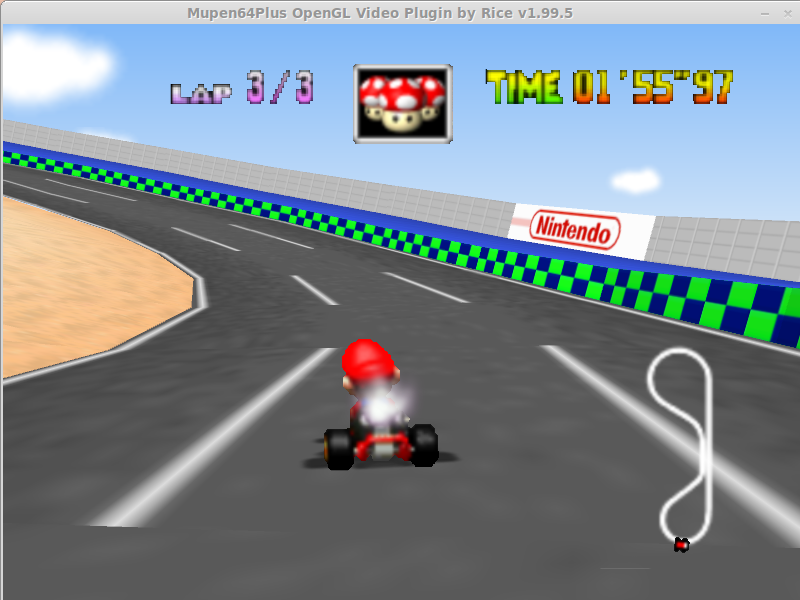 Mupen64Plus OpenGL Video Plugin by Rice v1.99.5
LAP 3/3 TIME 01'55"97
Nintendo